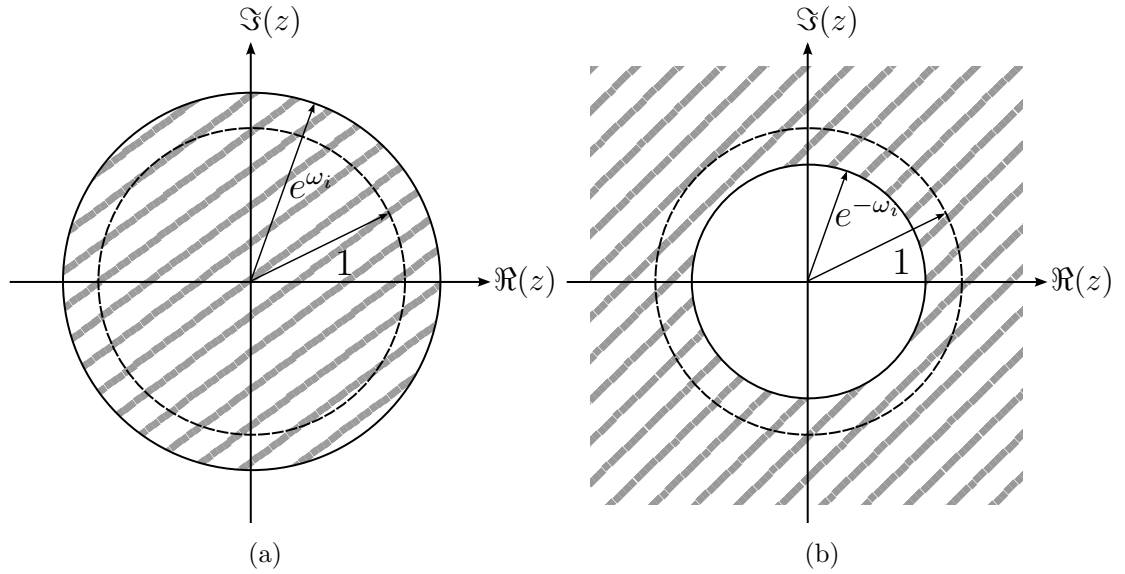 ℑ(z)
e^{ω_i}
1
ℜ(z)
(a)
ℑ(z)
e^{−ω_i}
1
ℜ(z)
(b)